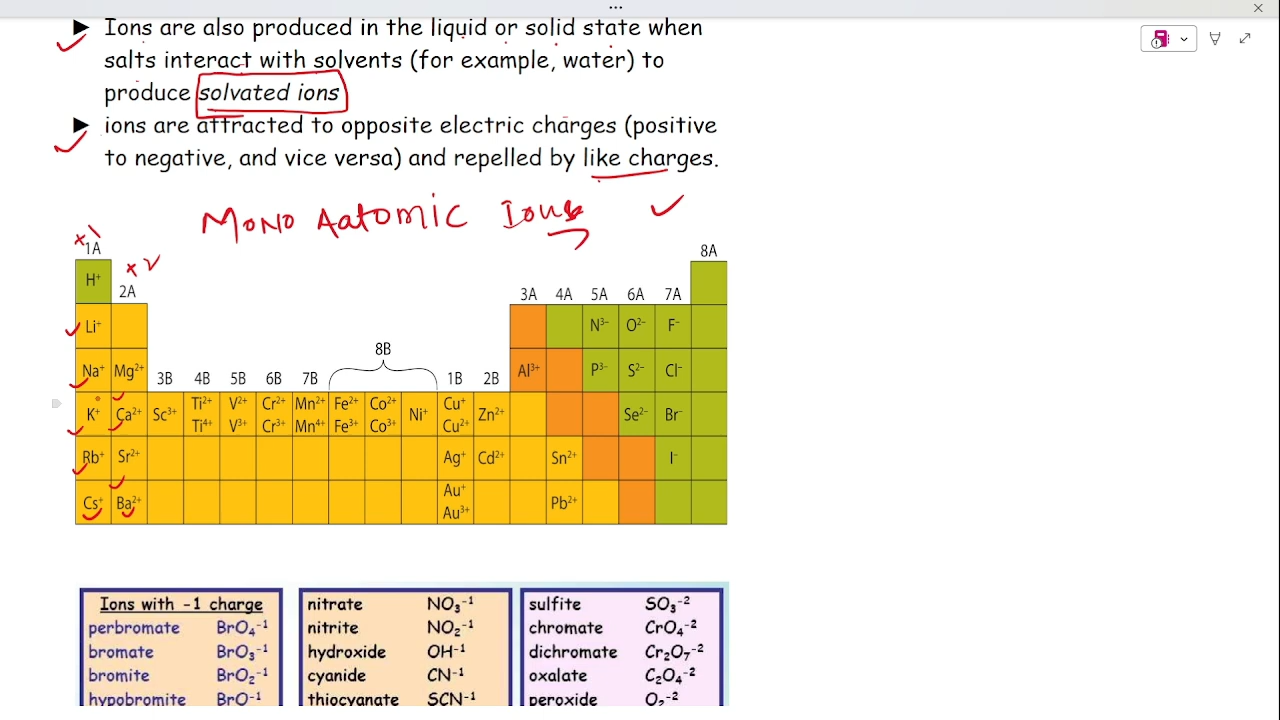 ► Ions are also produced in the liquid or solid state when
salts interact with solvents (for example, water) to
produce solvated ions
► ions are attracted to opposite electric charges (positive
to negative, and vice versa) and repelled by like charges.
Mono Aatomic Ions
+1
1A
+2
2A
8A
3A 4A 5A 6A 7A
8B
3B 4B 5B 6B 7B 1B 2B
H⁺
Li⁺ N³⁻ O²⁻ F⁻
Na⁺ Mg²⁺ Al³⁺ P³⁻ S²⁻ Cl⁻
K⁺ Ca²⁺ Sc³⁺ Ti²⁺ V²⁺ Cr²⁺ Mn²⁺ Fe²⁺ Co²⁺ Ni⁺ Cu⁺ Zn²⁺ Se²⁻ Br⁻
Ti⁴⁺ V³⁺ Cr³⁺ Mn⁴⁺ Fe³⁺ Co³⁺ Cu²⁺
Rb⁺ Sr²⁺ Ag⁺ Cd²⁺ Sn²⁺ I⁻
Cs⁺ Ba²⁺ Au⁺ Pb²⁺
Au³⁺
Ions with -1 charge
perbromate BrO₄⁻¹
bromate BrO₃⁻¹
bromite BrO₂⁻¹
hypobromite BrO⁻¹
nitrate NO₃⁻¹
nitrite NO₂⁻¹
hydroxide OH⁻¹
cyanide CN⁻¹
thiocyanate SCN⁻¹
sulfite SO₃⁻²
chromate CrO₄⁻²
dichromate Cr₂O₇⁻²
oxalate C₂O₄⁻²
peroxide O₂⁻²